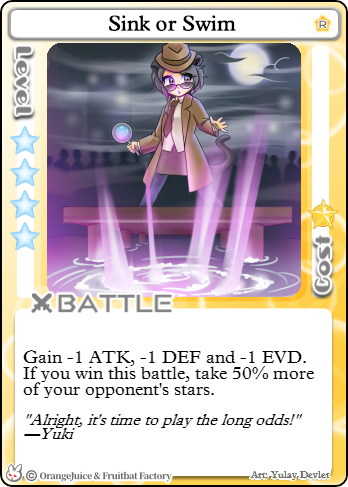 Sink or Swim
R
Level
Cost
BATTLE
Gain -1 ATK, -1 DEF and -1 EVD.
If you win this battle, take 50% more
of your opponent's stars.
"Alright, it's time to play the long odds!"
—Yuki
© OrangeJuice & Fruitbat Factory
Art: Yulay Devlet